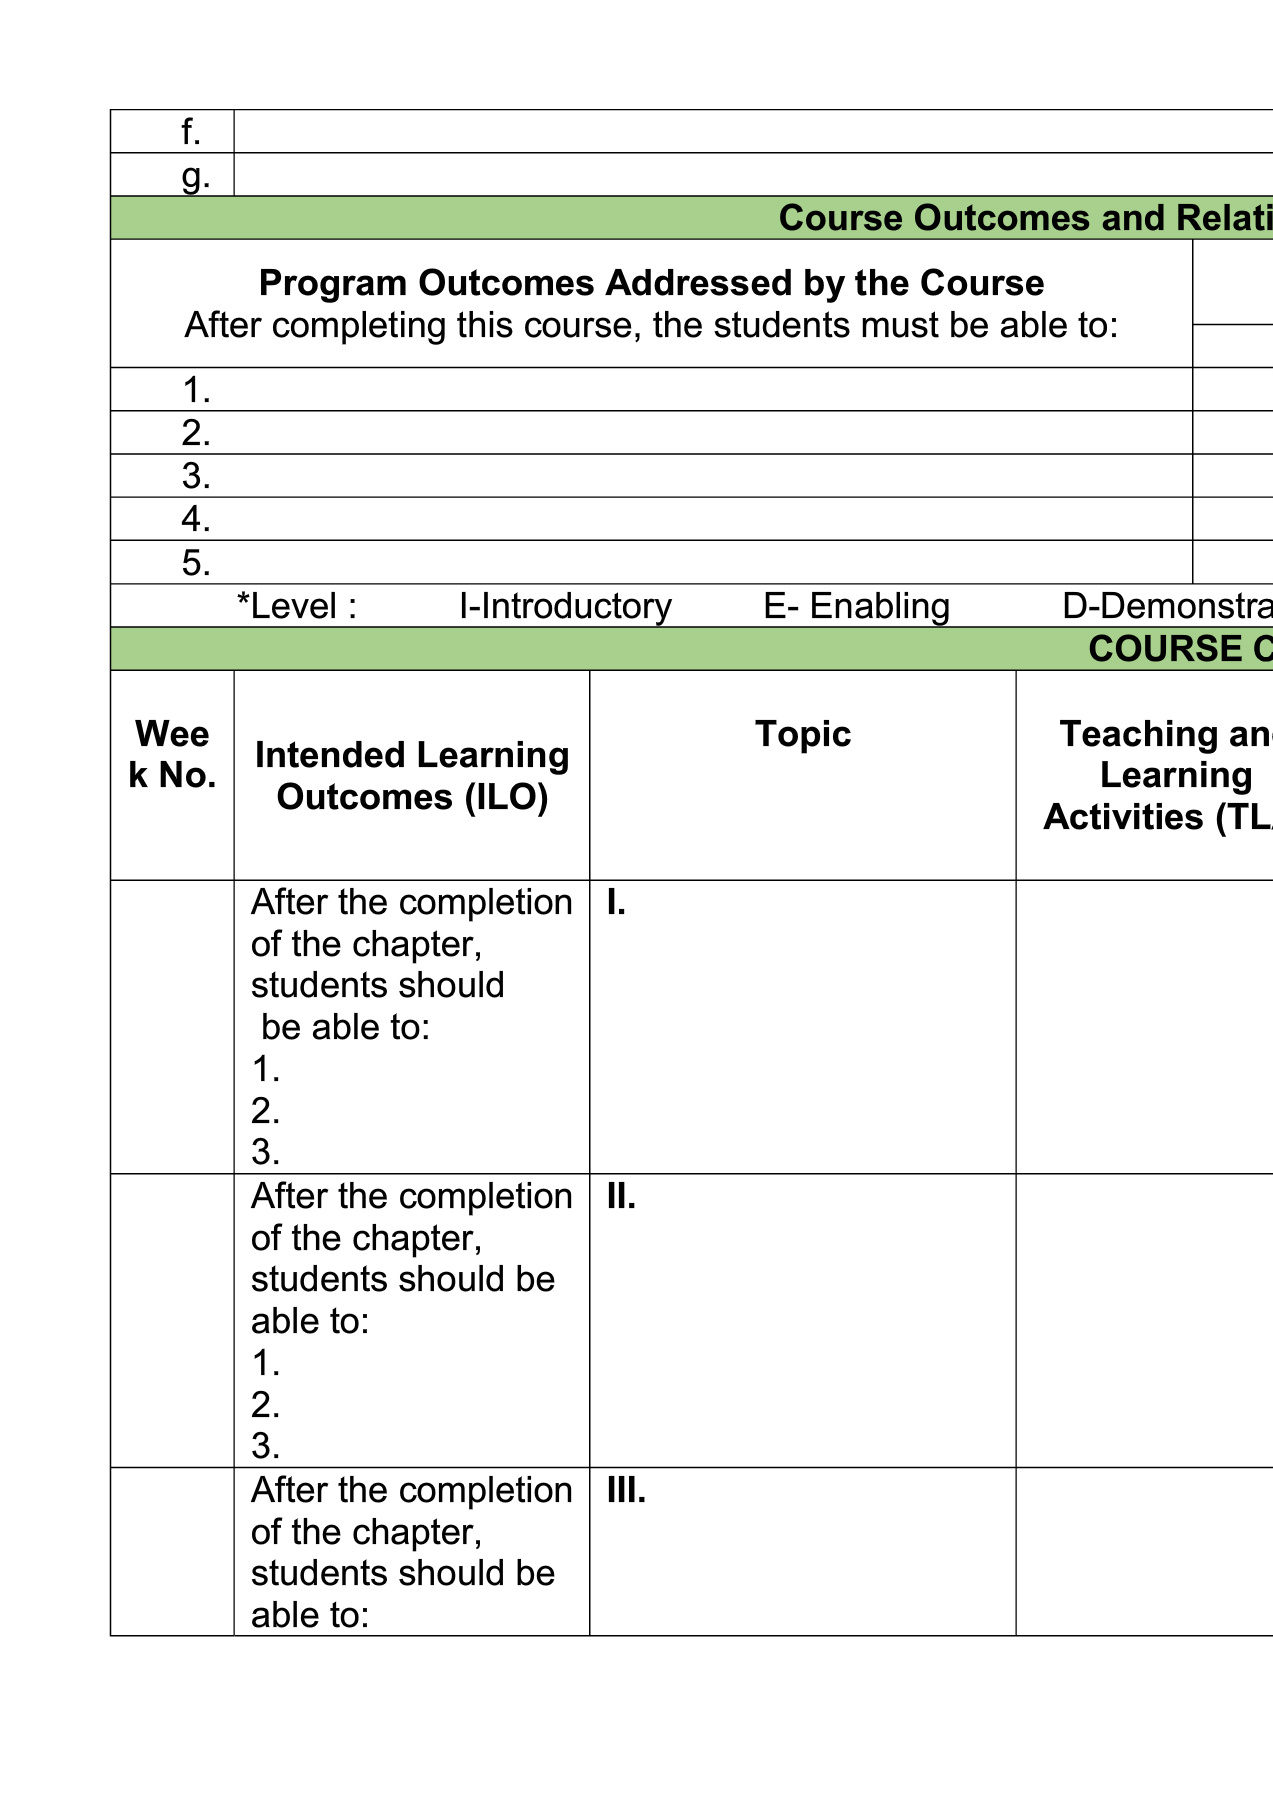 f.
g.
Course Outcomes and Relati
Program Outcomes Addressed by the Course
After completing this course, the students must be able to:
1.
2.
3.
4.
5.
*Level : I-Introductory E- Enabling D-Demonstra
COURSE C
Wee
k No.
Intended Learning
Outcomes (ILO)
Topic
Teaching an
Learning
Activities (TL
After the completion
of the chapter,
students should
be able to:
1.
2.
3.
I.
After the completion
of the chapter,
students should be
able to:
1.
2.
3.
II.
After the completion
of the chapter,
students should be
able to:
III.